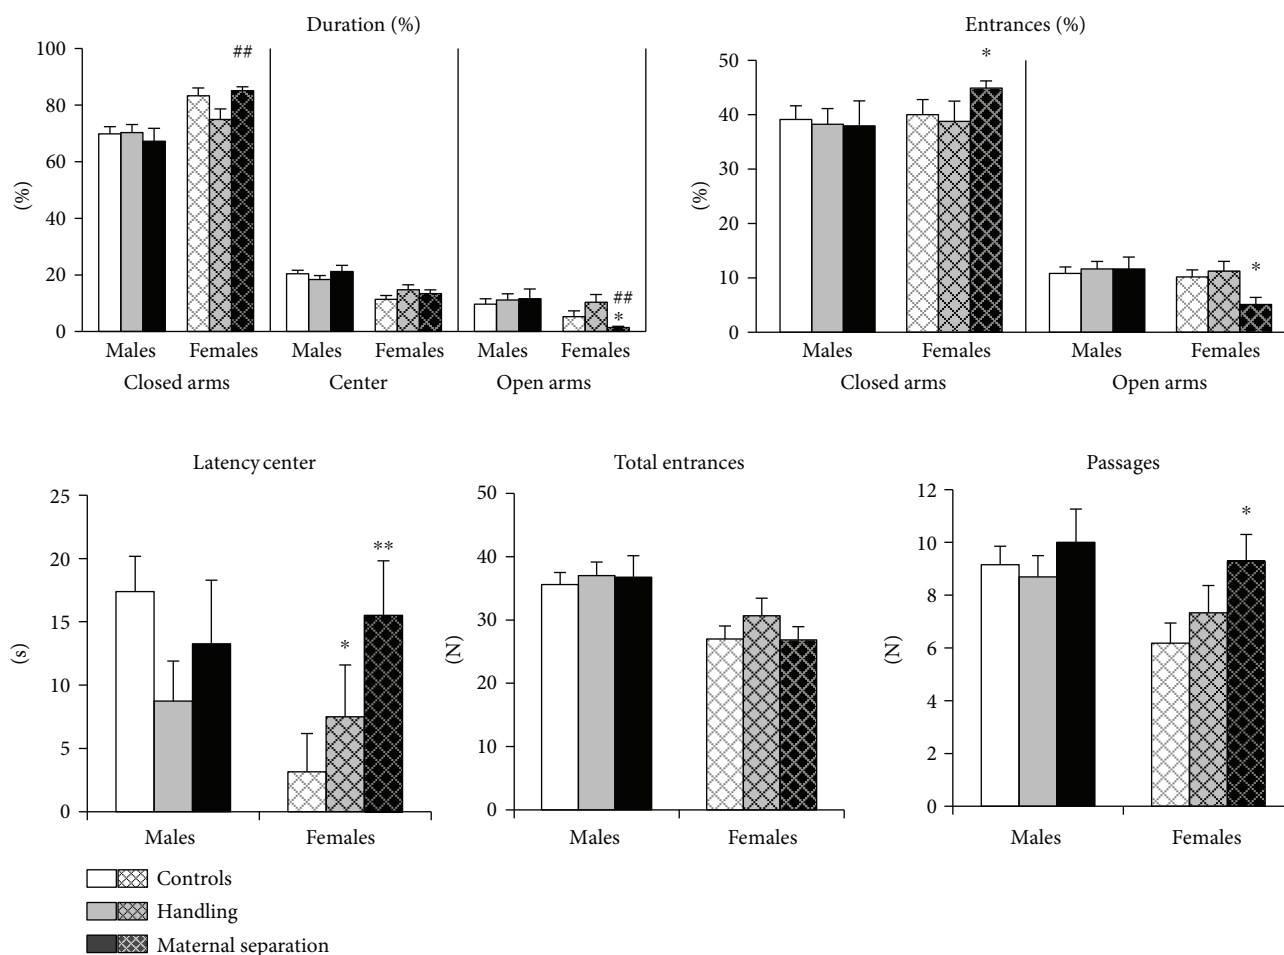 Duration (%)
100
80
60
40
20
0
(%)
##
##
*
Males Females Males Females Males Females
Closed arms Center Open arms
Entrances (%)
50
40
30
20
10
0
(%)
*
*
Males Females Males Females
Closed arms Open arms
Latency center
25
20
15
10
5
0
(s)
*
**
Males Females
Total entrances
50
40
30
20
10
0
(N)
Males Females
Passages
12
10
8
6
4
2
0
(N)
*
Males Females
Controls
Handling
Maternal separation